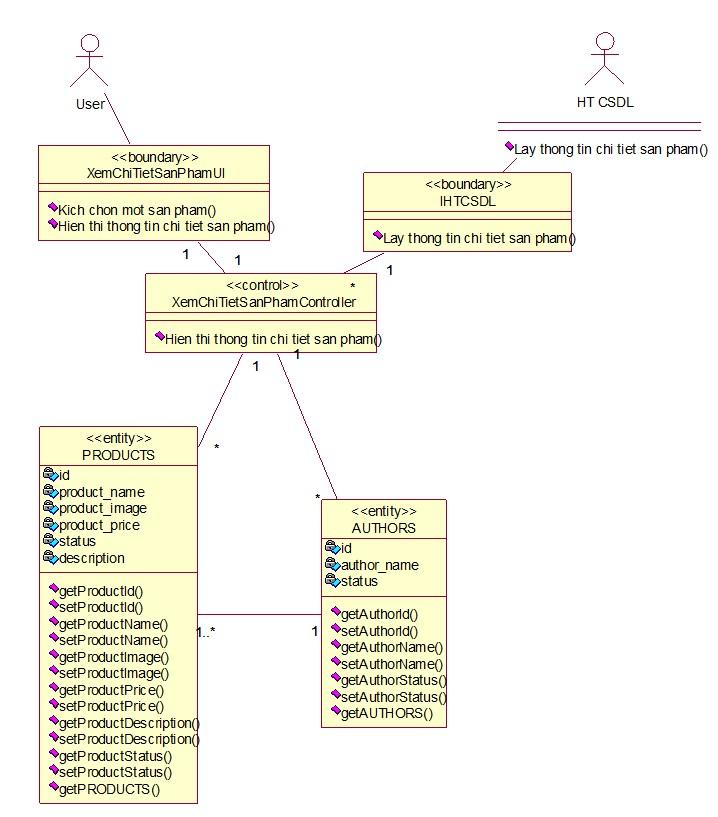 User
HT CSDL
Lay thong tin chi tiet san pham()
<<boundary>>
XemChiTietSanPhamUI
Kich chon mot san pham()
Hien thi thong tin chi tiet san pham()
<<boundary>>
IHTCSDL
Lay thong tin chi tiet san pham()
1
1
1
*
<<control>>
XemChiTietSanPhamController
Hien thi thong tin chi tiet san pham()
1
1
*
*
<<entity>>
PRODUCTS
id
product_name
product_image
product_price
status
description
getProductId()
setProductId()
getProductName()
setProductName()
getProductImage()
setProductImage()
getProductPrice()
setProductPrice()
getProductDescription()
setProductDescription()
getProductStatus()
setProductStatus()
getPRODUCTS()
1..*
1
<<entity>>
AUTHORS
id
author_name
status
getAuthorId()
setAuthorId()
getAuthorName()
setAuthorName()
getAuthorStatus()
setAuthorStatus()
getAUTHORS()